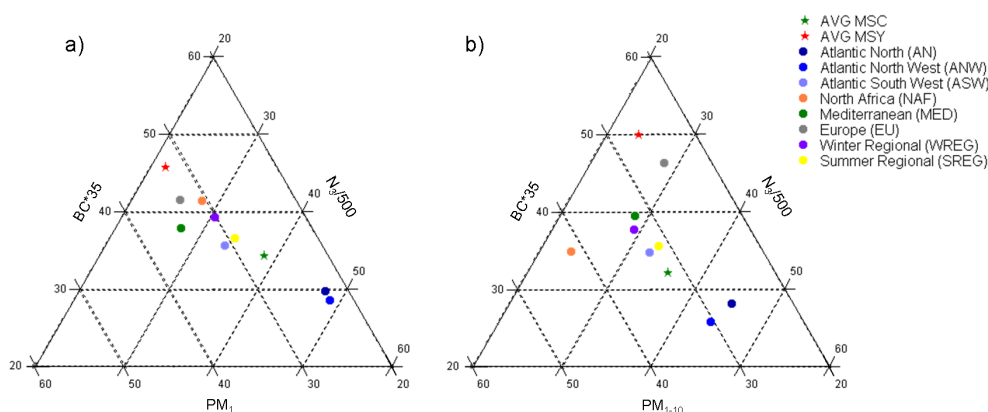 a)
20
60
50
30
BC*35
40
40
N3/500
30
50
20
60
60
50
40
30
20
PM1
b)
20
60
50
30
BC*35
40
40
N3/500
30
50
20
60
60
50
40
30
20
PM1-10
AVG MSC
AVG MSY
Atlantic North (AN)
Atlantic North West (ANW)
Atlantic South West (ASW)
North Africa (NAF)
Mediterranean (MED)
Europe (EU)
Winter Regional (WREG)
Summer Regional (SREG)